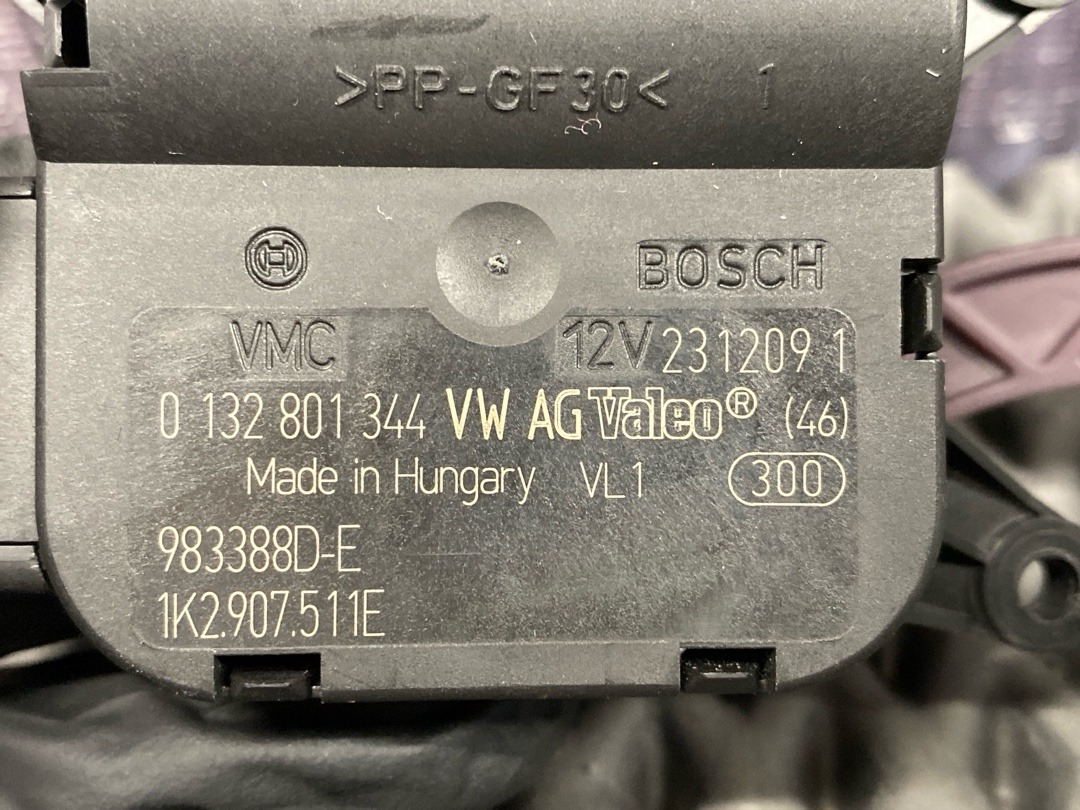 >PP-GF30< 1
BOSCH
VMC 12V 231209 1
0 132 801 344 VW AG Valeo® (46)
Made in Hungary VL1 300
983388D-E
1K2.907.511E